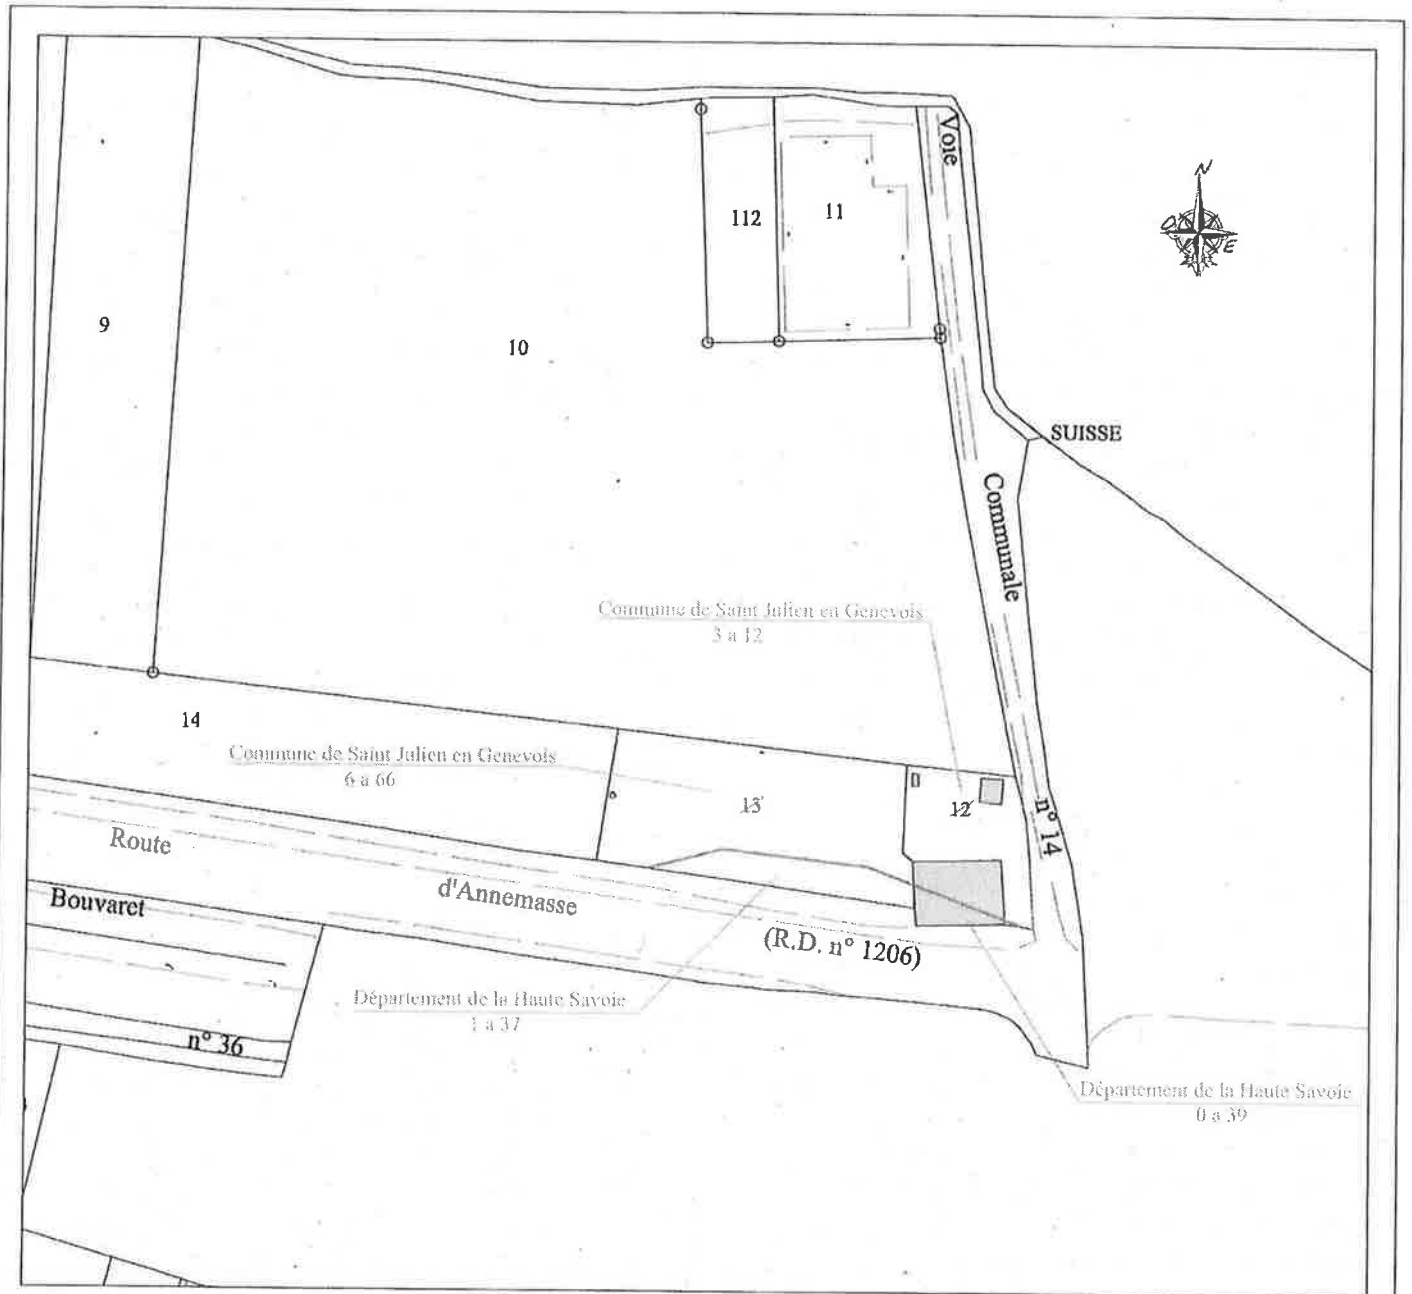 Voie
N
O
E
112
11
9
10
SUISSE
Communale
Commune de Saint Julien en Genevois
3 a 12
14
Commune de Saint Julien en Genevois
6 a 66
13
12
n° 14
Route
d'Annemasse
(R.D. n° 1206)
Bouvaret
Département de la Haute Savoie
1 a 37
n° 36
Département de la Haute Savoie
0 a 39